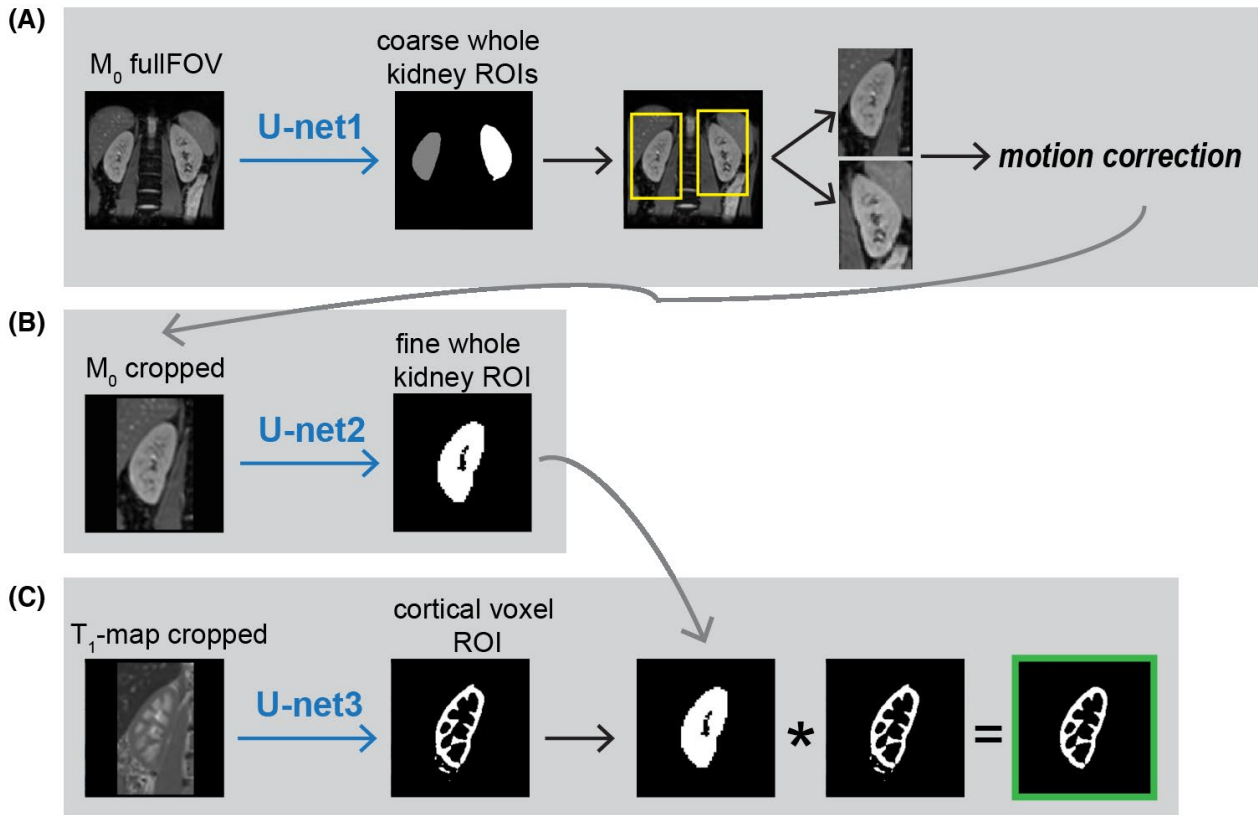 (A)
M₀ fullFOV
U-net1
coarse whole
kidney ROIs
motion correction
(B)
M₀ cropped
U-net2
fine whole
kidney ROI
(C)
T₁-map cropped
U-net3
cortical voxel
ROI
*
=